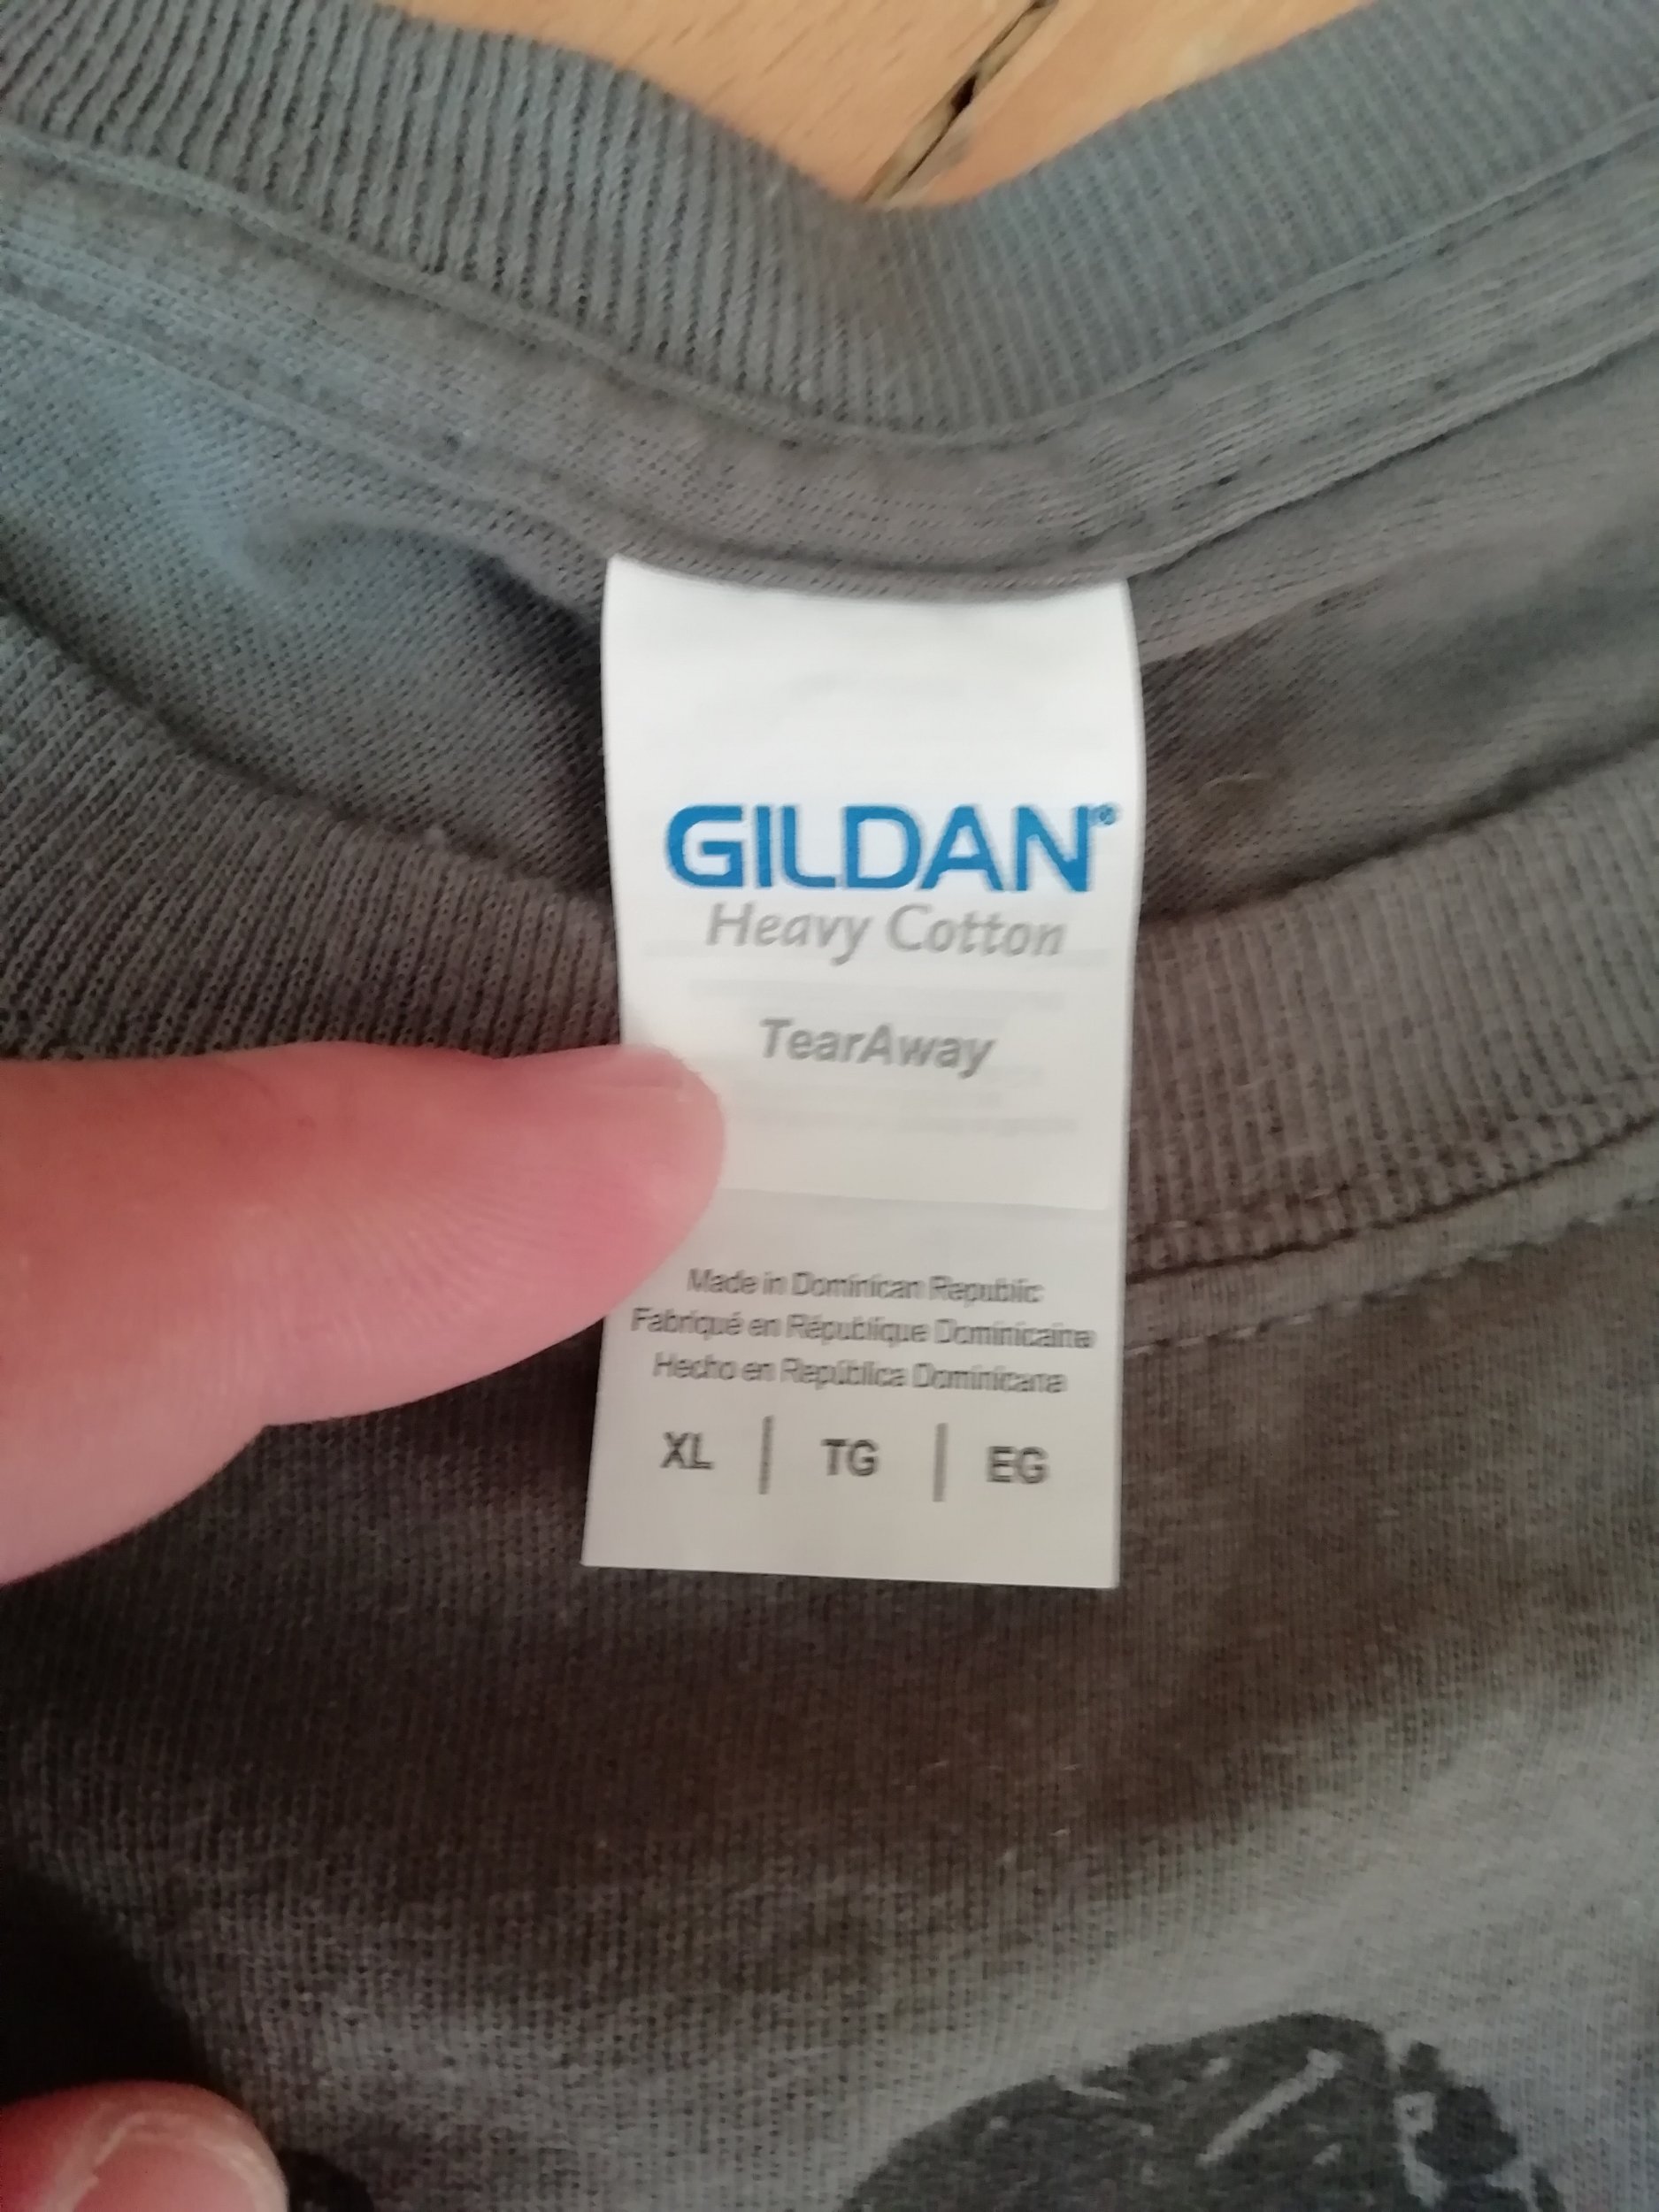 GILDAN®
Heavy Cotton
TearAway
Made in Dominican Republic
Fabriqué en République Dominicaine
Hecho en República Dominicana
XL | TG | EG